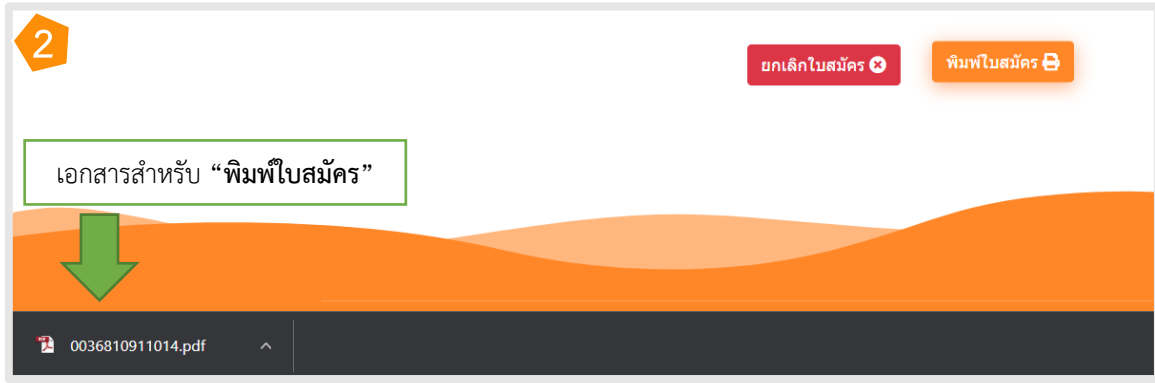 2
ยกเลิกใบสมัคร
พิมพ์ใบสมัคร
เอกสารสำหรับ “พิมพ์ใบสมัคร”
0036810911014.pdf